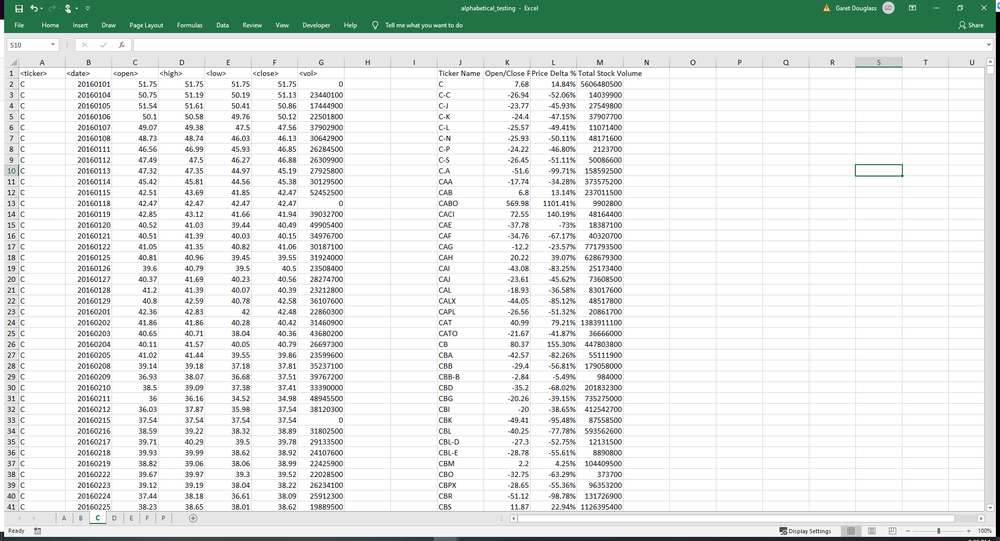 alphabetical_testing - Excel
Garet Douglass GD
File Home Insert Draw Page Layout Formulas Data Review View Developer Help Tell me what you want to do Share
S10 fx
A B C D E F G H I J K L M N O P Q R S T U
1 <ticker> <date> <open> <high> <low> <close> <vol> Ticker Name Open/Close P Price Delta % Total Stock Volume
2 C 20160101 51.75 51.75 51.75 51.75 0 C 7.68 14.84% 5606480500
3 C 20160104 50.75 51.19 50.19 51.13 23440100 C-C -26.94 -52.06% 14039900
4 C 20160105 51.54 51.61 50.41 50.86 17444900 C-J -23.77 -45.93% 27549800
5 C 20160106 50.1 50.58 49.76 50.12 22501800 C-K -24.4 -47.15% 37907700
6 C 20160107 49.07 49.38 47.5 47.56 37902900 C-L -25.57 -49.41% 11071400
7 C 20160108 48.73 48.74 46.03 46.13 30642900 C-N -25.93 -50.11% 48171600
8 C 20160111 46.56 46.99 45.93 46.85 26284500 C-P -24.22 -46.80% 2123700
9 C 20160112 47.49 47.5 46.27 46.88 26309900 C-S -26.45 -51.11% 50086600
10 C 20160113 47.32 47.35 44.97 45.19 27925800 C.A -51.6 -99.71% 158592500
11 C 20160114 45.42 45.81 44.56 45.38 30129500 CAA -17.74 -34.28% 373575200
12 C 20160115 42.51 43.69 41.85 42.47 52452500 CAB 6.8 13.14% 237011500
13 C 20160118 42.47 42.47 42.47 42.47 0 CABO 569.98 1101.41% 9902800
14 C 20160119 42.85 43.12 41.66 41.94 39032700 CACI 72.55 140.19% 48164400
15 C 20160120 40.52 41.03 39.44 40.49 49905400 CAE -37.78 -73% 18387100
16 C 20160121 40.51 41.39 40.03 40.15 34976700 CAF -34.76 -67.17% 40320700
17 C 20160122 41.05 41.35 40.82 41.06 30187100 CAG -12.2 -23.57% 771793500
18 C 20160125 40.81 40.96 39.45 39.55 31924000 CAH 20.22 39.07% 628679300
19 C 20160126 39.6 40.79 39.5 40.5 23508400 CAI -43.08 -83.25% 25173400
20 C 20160127 40.37 41.69 40.23 40.56 28274700 CAJ -23.61 -45.62% 73608500
21 C 20160128 41.2 41.39 40.07 40.39 23212800 CAL -18.93 -36.58% 83017600
22 C 20160129 40.8 42.59 40.78 42.58 36107600 CALX -44.05 -85.12% 48517800
23 C 20160201 42.36 42.83 42 42.48 22860300 CAPL -26.56 -51.32% 20861700
24 C 20160202 41.86 41.86 40.28 40.42 31460900 CAT 40.99 79.21% 1383911100
25 C 20160203 40.65 40.71 38.04 40.36 43680200 CATO -21.67 -41.87% 36666000
26 C 20160204 40.11 41.57 40.05 40.79 26697300 CB 80.37 155.30% 447803800
27 C 20160205 41.02 41.44 39.55 39.86 23599600 CBA -42.57 -82.26% 55111900
28 C 20160208 39.14 39.18 37.18 37.81 35237100 CBB -29.4 -56.81% 179058000
29 C 20160209 36.93 38.07 36.68 37.51 39767200 CBB-B -2.84 -5.49% 984000
30 C 20160210 38.5 39.09 37.38 37.41 33390000 CBD -35.2 -68.02% 201832300
31 C 20160211 36 36.16 34.52 34.98 48945500 CBG -20.26 -39.15% 735275000
32 C 20160212 36.03 37.87 35.98 37.54 38120300 CBI -20 -38.65% 412542700
33 C 20160215 37.54 37.54 37.54 37.54 0 CBK -49.41 -95.48% 87558500
34 C 20160216 38.59 39.22 38.32 38.89 31802500 CBL -40.25 -77.78% 593562600
35 C 20160217 39.71 40.29 39.5 39.78 29133500 CBL-D -27.3 -52.75% 12131500
36 C 20160218 39.93 39.99 38.62 38.92 24107600 CBL-E -28.78 -55.61% 8890800
37 C 20160219 38.82 39.06 38.06 38.99 22425900 CBM 2.2 4.25% 104409500
38 C 20160222 39.67 39.97 39.3 39.52 22028500 CBO -32.75 -63.29% 373700
39 C 20160223 39.12 39.19 38.04 38.22 26234100 CBPX -28.65 -55.36% 96353200
40 C 20160224 37.44 38.18 36.61 38.09 25912300 CBR -51.12 -98.78% 131726900
41 C 20160225 38.23 38.65 38.01 38.62 19889500 CBS 11.87 22.94% 1126395400
A B C D E F P
Ready Display Settings 100%